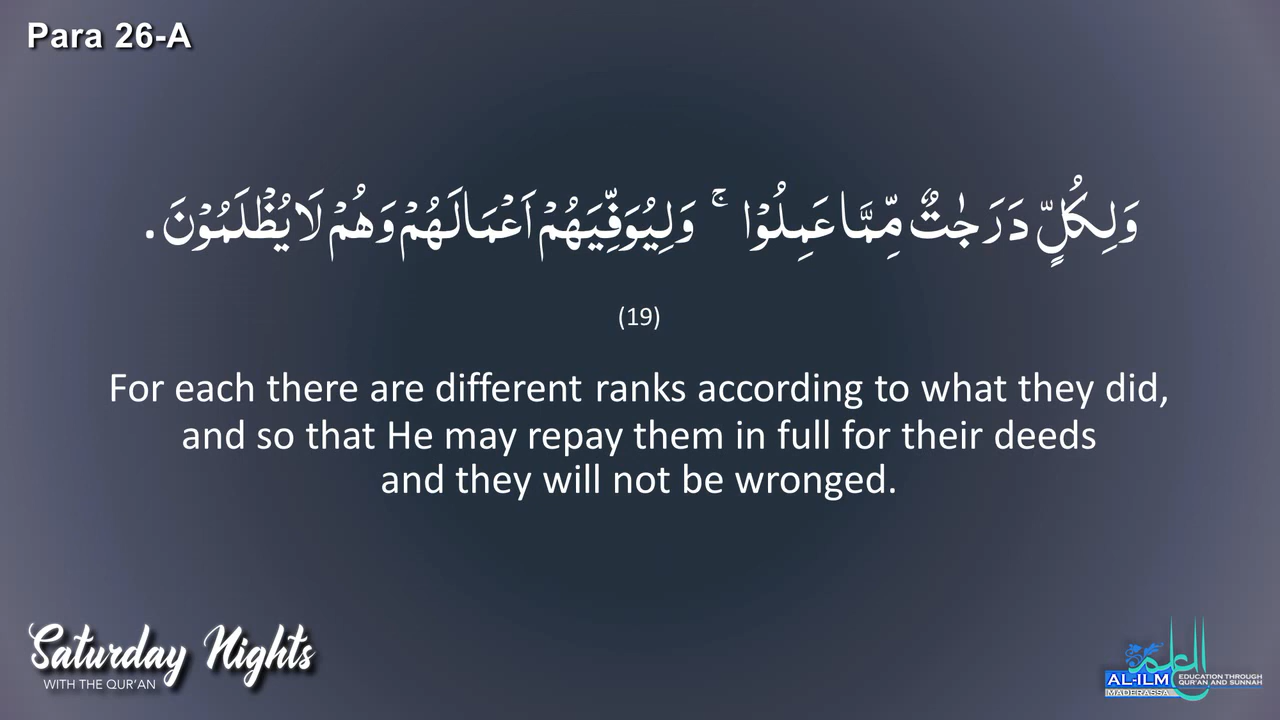 Para 26-A
وَلِكُلٍّ دَرَجٰتٌ مِّمَّا عَمِلُوْا ۚ وَلِيُوَفِّيَهُمْ اَعْمَالَهُمْ وَهُمْ لَا يُظْلَمُوْنَ.
(19)
For each there are different ranks according to what they did,
and so that He may repay them in full for their deeds
and they will not be wronged.
Saturday Nights
WITH THE QUR'AN
العلم
AL-ILM
MADERASSA
EDUCATION THROUGH
QUR'AN AND SUNNAH